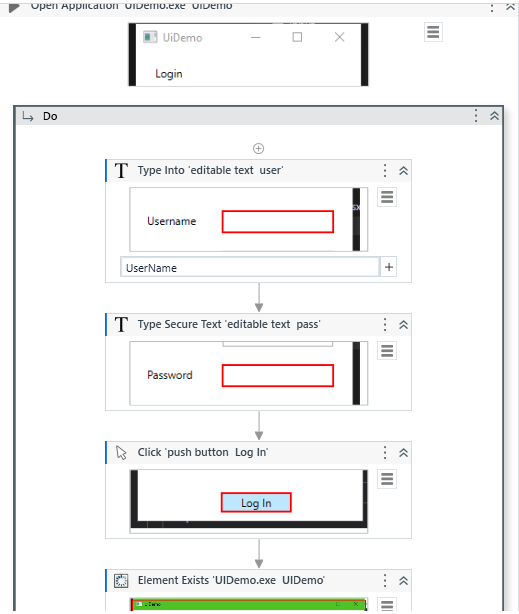 Open Application 'UiDemo.exe UiDemo'
UiDemo
Login
Do
Type Into 'editable text user'
Username
UserName
Type Secure Text 'editable text pass'
Password
Click 'push button Log In'
Log In
Element Exists 'UIDemo.exe UIDemo'
UiDemo